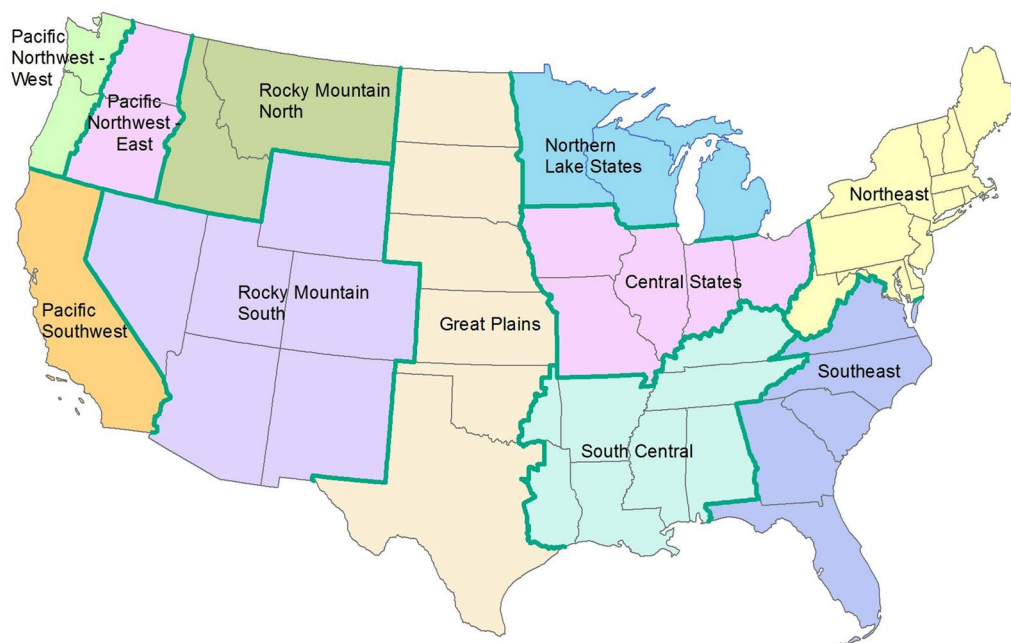 Pacific
Northwest -
West
Pacific
Northwest -
East
Rocky Mountain
North
Northern
Lake States
Northeast
Pacific
Southwest
Rocky Mountain
South
Great Plains
Central States
Southeast
South Central